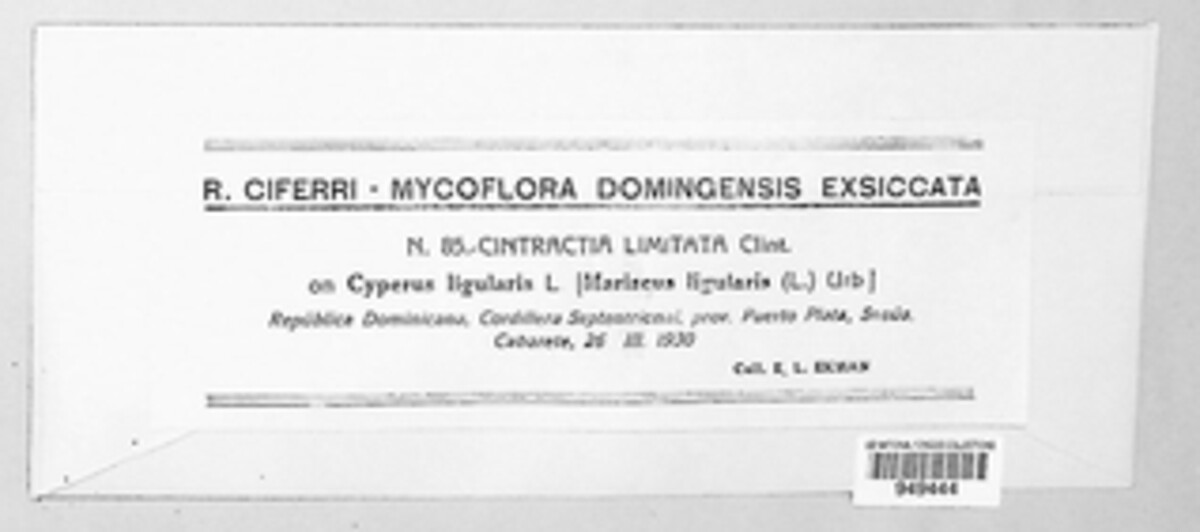 R. CIFERRI - MYCOFLORA DOMINGENSIS EXSICCATA
N. 85.-CINTRACTIA LIMITATA Clint.
on Cyperus ligularis L. [Mariscus ligularis (L.) Urb]
República Dominicana, Cordillera Septentrional, prov. Puerto Plata, Sosúa.
Cabarete, 26 III. 1930
Coll. E. L. EKMAN
949444